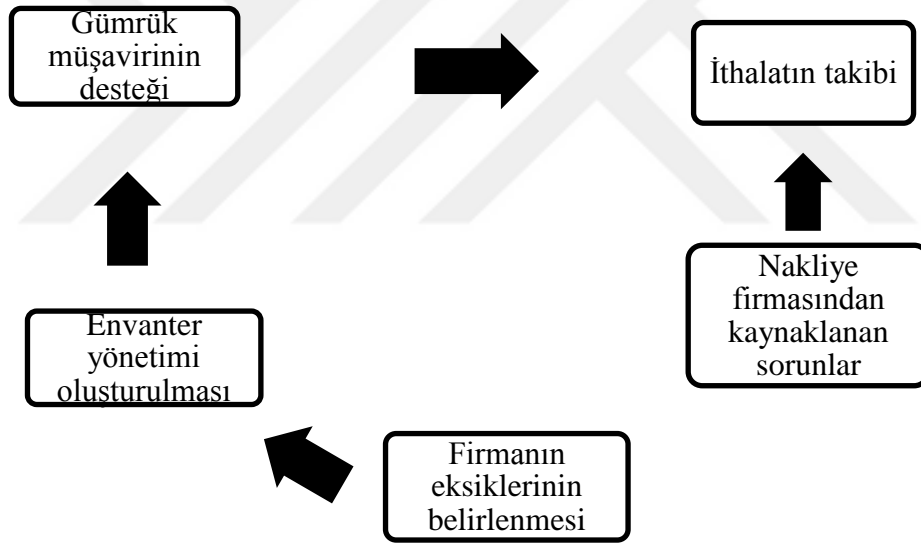 Gümrük
müşavirinin
desteği
İthalatın takibi
Envanter
yönetimi
oluşturulması
Nakliye
firmasından
kaynaklanan
sorunlar
Firmanın
eksiklerinin
belirlenmesi